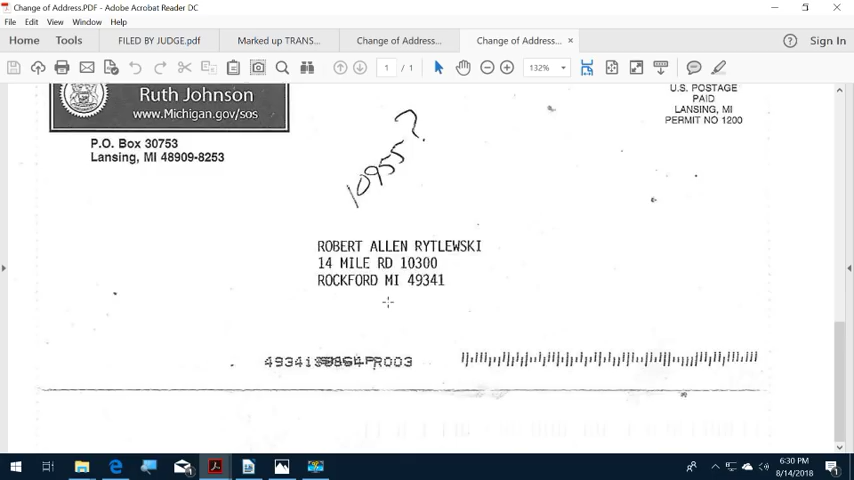 Change of Address.PDF - Adobe Acrobat Reader DC
File Edit View Window Help
Home Tools FILED BY JUDGE.pdf Marked up TRANS... Change of Address... Change of Address... × ? Sign In
1 / 1 132%
Ruth Johnson
www.Michigan.gov/sos
P.O. Box 30753
Lansing, MI 48909-8253
U.S. POSTAGE
PAID
LANSING, MI
PERMIT NO 1200
10955?
ROBERT ALLEN RYTLEWSKI
14 MILE RD 10300
ROCKFORD MI 49341
6:30 PM
8/14/2018